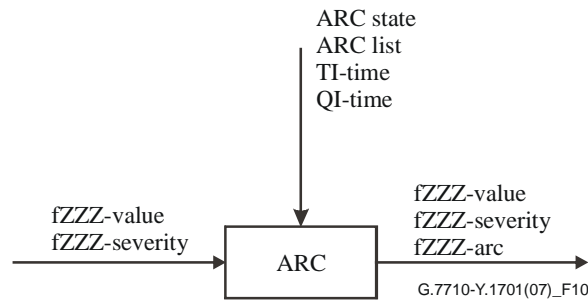 ARC state
ARC list
TI-time
QI-time
fZZZ-value
fZZZ-severity
ARC
fZZZ-value
fZZZ-severity
fZZZ-arc
G.7710-Y.1701(07)_F10